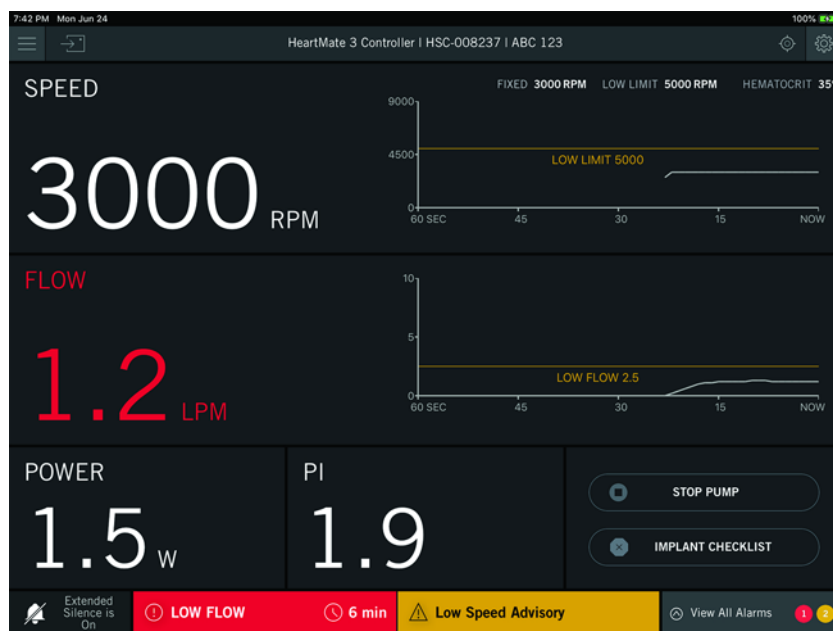 7:42 PM Mon Jun 24
100%
HeartMate 3 Controller | HSC-008237 | ABC 123
SPEED
FIXED 3000 RPM LOW LIMIT 5000 RPM HEMATOCRIT 35
9000
4500
LOW LIMIT 5000
3000 RPM
0
60 SEC 45 30 15 NOW
FLOW
10
5
LOW FLOW 2.5
1.2 LPM
0
60 SEC 45 30 15 NOW
POWER
PI
STOP PUMP
1.5 W
1.9
IMPLANT CHECKLIST
Extended
Silence is
On
LOW FLOW 6 min
Low Speed Advisory
View All Alarms 1 2